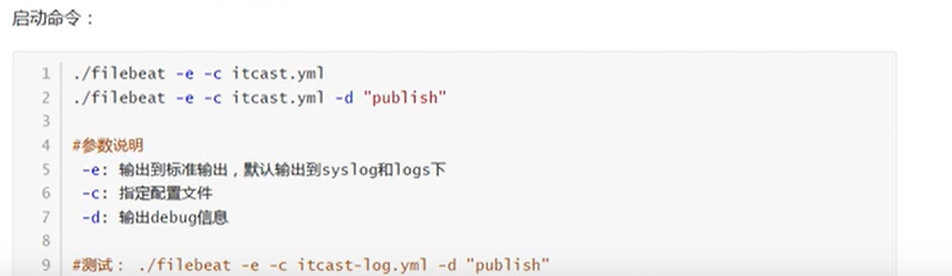 启动命令：
1 ./filebeat -e -c itcast.yml
2 ./filebeat -e -c itcast.yml -d "publish"
3
4 #参数说明
5 -e: 输出到标准输出，默认输出到syslog和logs下
6 -c: 指定配置文件
7 -d: 输出debug信息
8
9 #测试： ./filebeat -e -c itcast-log.yml -d "publish"